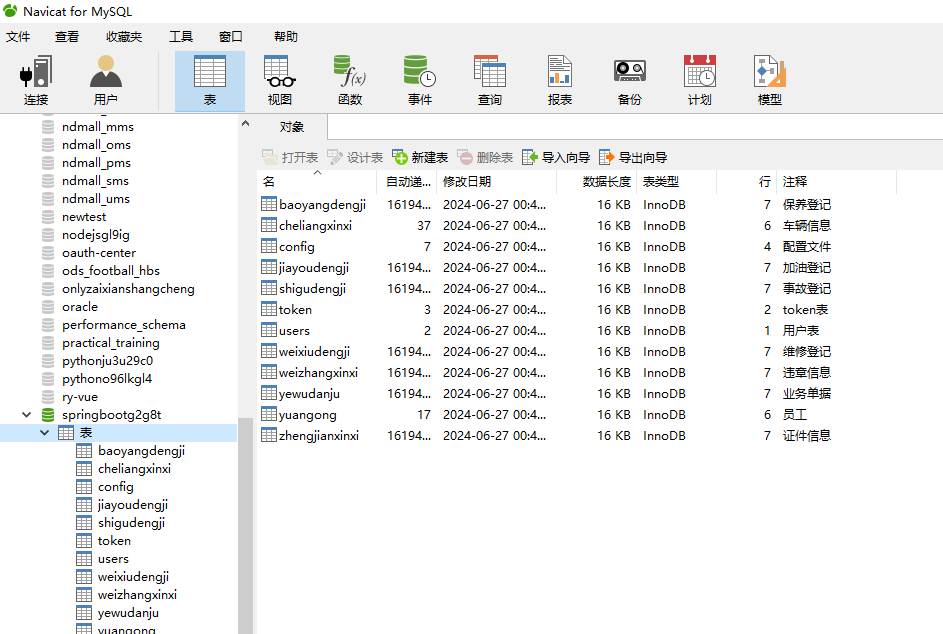 Navicat for MySQL
文件 查看 收藏夹 工具 窗口 帮助
连接 用户 表 视图 函数 事件 查询 报表 备份 计划 模型
f(x)
ndmall_mms
ndmall_oms
ndmall_pms
ndmall_sms
ndmall_ums
newtest
nodejsgl9ig
oauth-center
ods_football_hbs
onlyzaixianshangcheng
oracle
performance_schema
practical_training
pythonju3u29c0
pythono96lkgl4
ry-vue
springbootg2g8t
表
baoyangdengji
cheliangxinxi
config
jiayoudengji
shigudengji
token
users
weixiudengji
weizhangxinxi
yewudanju
yuangong
对象
打开表 设计表 新建表 删除表 导入向导 导出向导
名 自动递... 修改日期 数据长度 表类型 行 注释
baoyangdengji 16194... 2024-06-27 00:4... 16 KB InnoDB 7 保养登记
cheliangxinxi 37 2024-06-27 00:4... 16 KB InnoDB 6 车辆信息
config 7 2024-06-27 00:4... 16 KB InnoDB 4 配置文件
jiayoudengji 16194... 2024-06-27 00:4... 16 KB InnoDB 7 加油登记
shigudengji 16194... 2024-06-27 00:4... 16 KB InnoDB 7 事故登记
token 3 2024-06-27 00:4... 16 KB InnoDB 2 token表
users 2 2024-06-27 00:4... 16 KB InnoDB 1 用户表
weixiudengji 16194... 2024-06-27 00:4... 16 KB InnoDB 7 维修登记
weizhangxinxi 16194... 2024-06-27 00:4... 16 KB InnoDB 7 违章信息
yewudanju 16194... 2024-06-27 00:4... 16 KB InnoDB 7 业务单据
yuangong 17 2024-06-27 00:4... 16 KB InnoDB 6 员工
zhengjianxinxi 16194... 2024-06-27 00:4... 16 KB InnoDB 7 证件信息